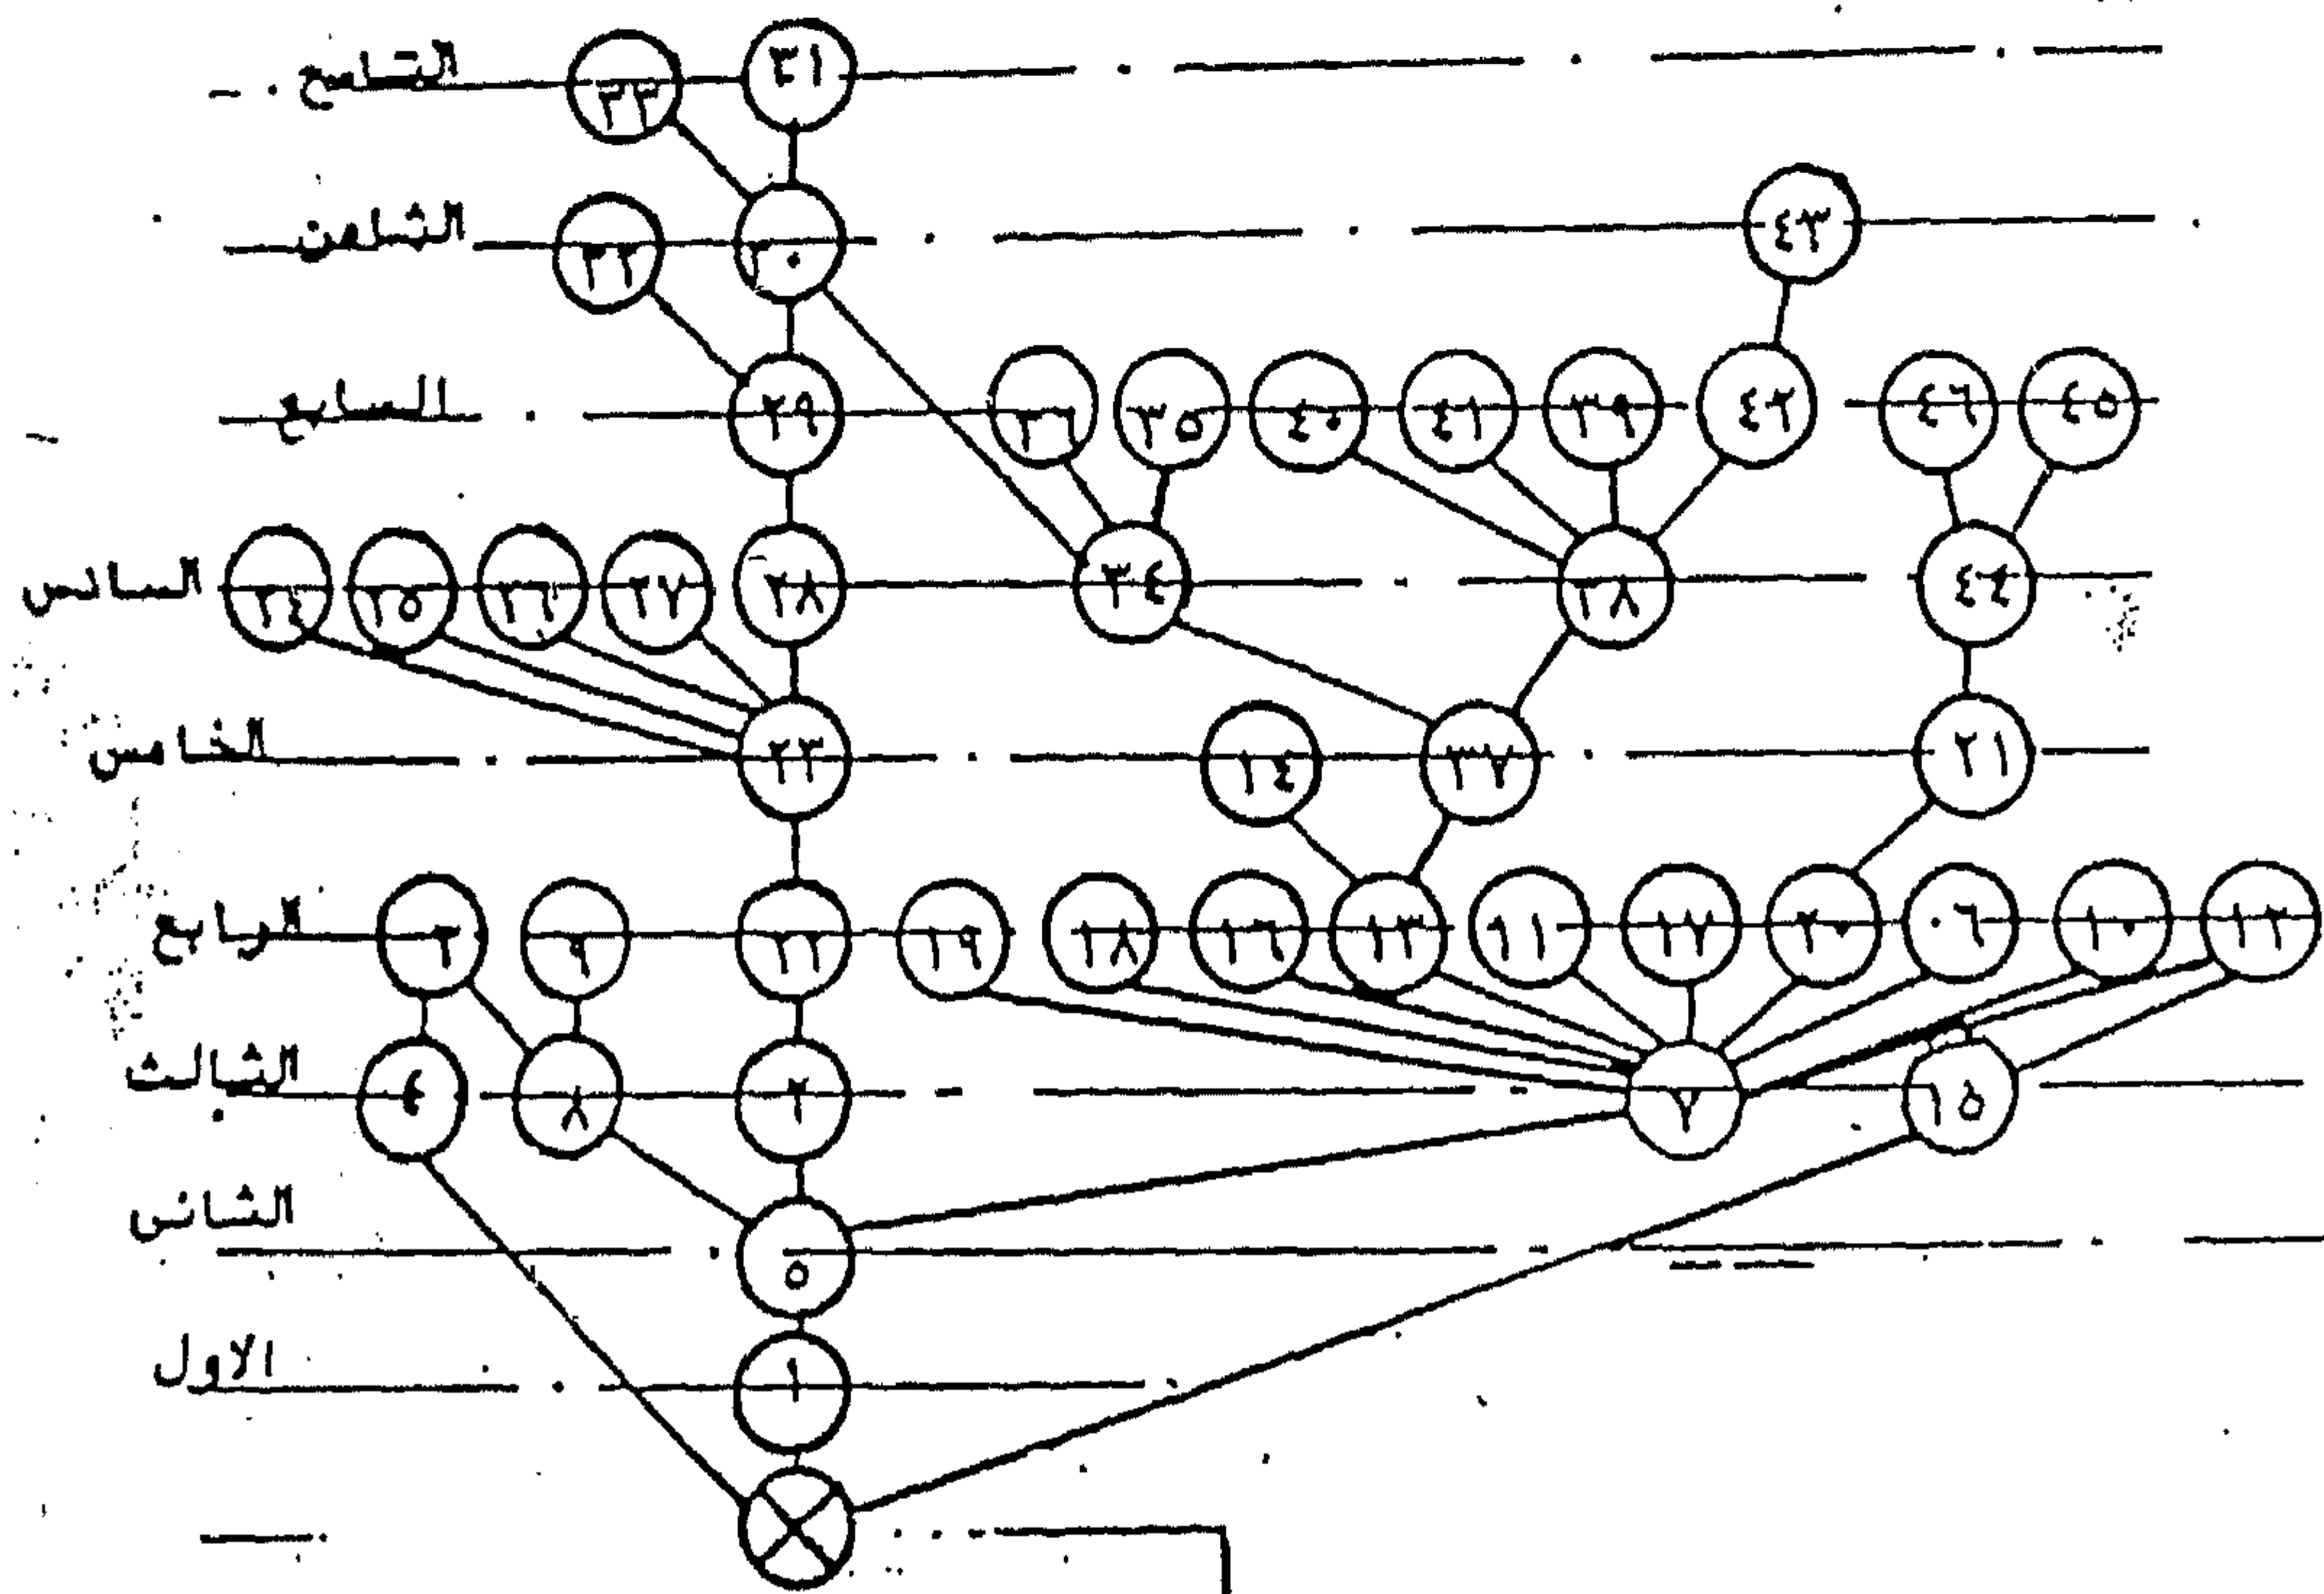 التاسع ٣٣ ٣١
الثامن ٣٢ ٣٠ ٤٣
السابع ٢٩ ٣٦ ٣٥ ٤٠ ٤١ ٣٩ ٤٢ ٤٦ ٤٥
السادس ٢٤ ٢٥ ٢٦ ٢٧ ٢٨ ٣٤ ٣٨ ٤٤
الخامس ٢٣ ١٤ ٣٧ ٢١
الرابع ٣ ٩ ٢٢ ١٩ ١٨ ١٦ ١٣ ١١ ١٧ ٢٠ ٠٦ ١٠ ١٢
الثالث ٤ ٨ ٢ ٧ ١٥
الثانى ٥
الاول ١